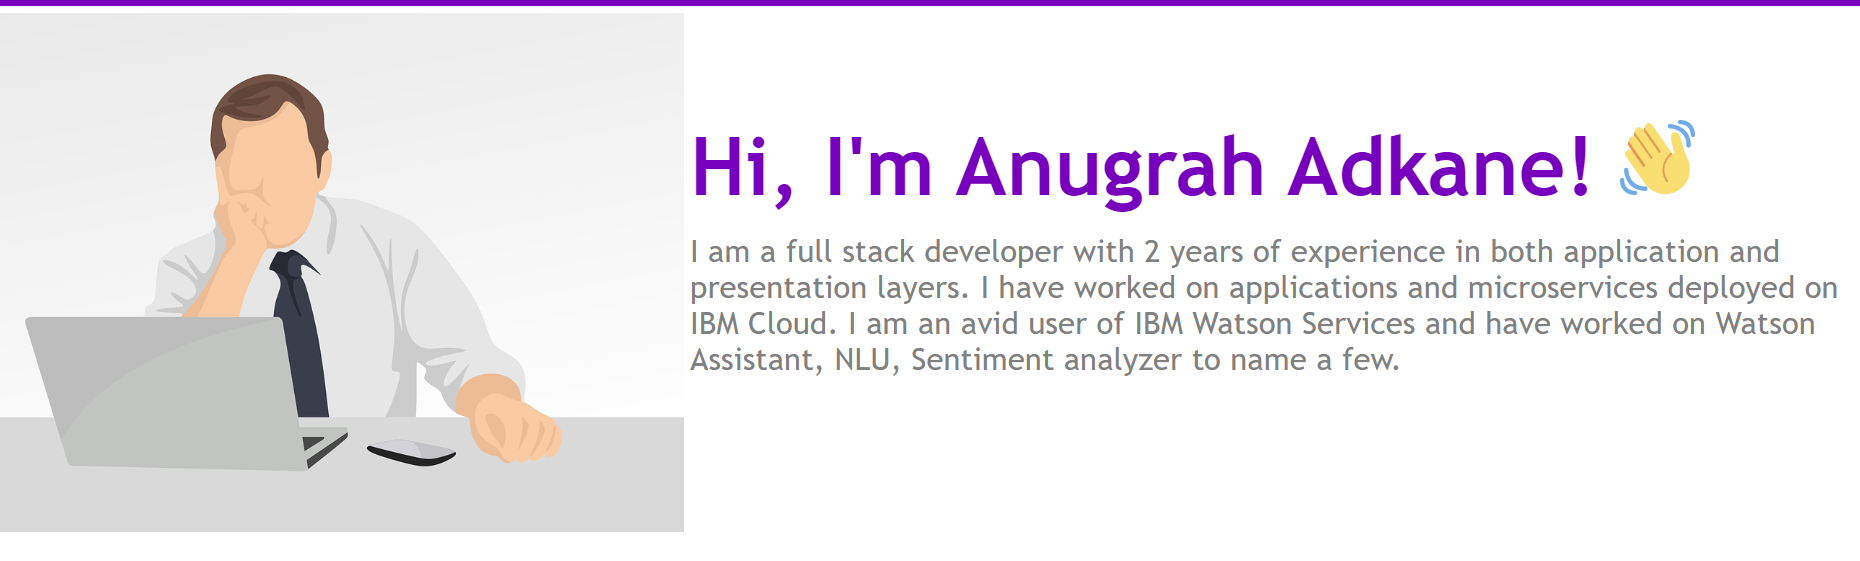 Hi, I'm Anugrah Adkane! 👋
I am a full stack developer with 2 years of experience in both application and
presentation layers. I have worked on applications and microservices deployed on
IBM Cloud. I am an avid user of IBM Watson Services and have worked on Watson
Assistant, NLU, Sentiment analyzer to name a few.